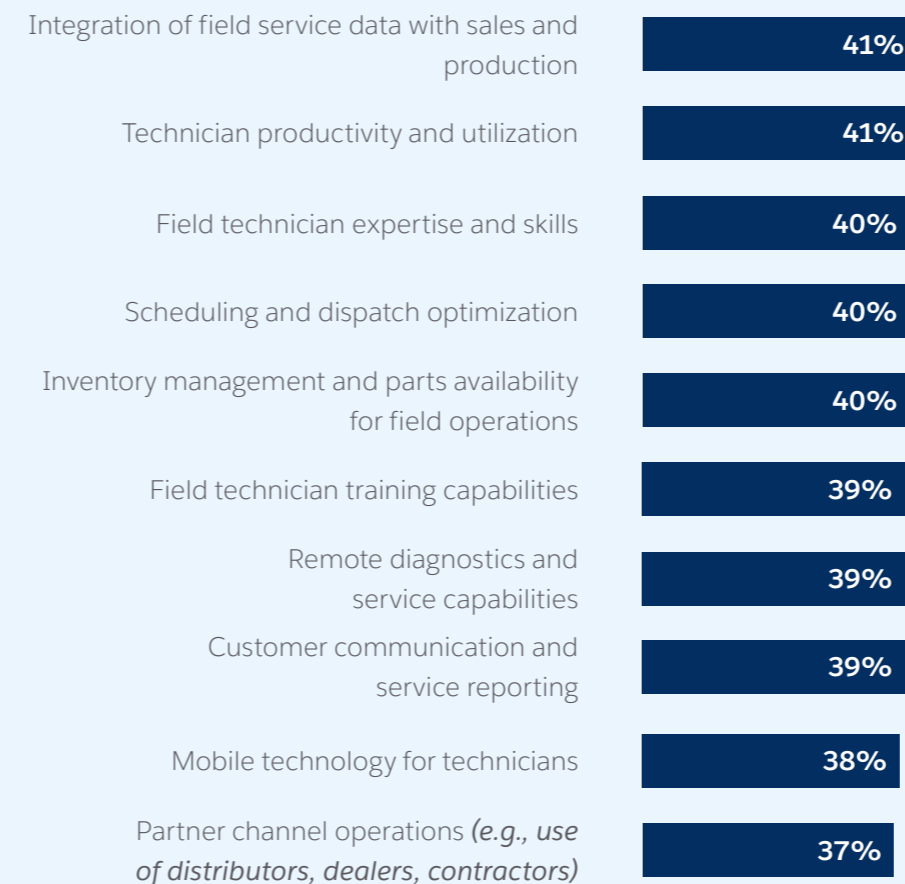 Integration of field service data with sales and
production
41%
Technician productivity and utilization
41%
Field technician expertise and skills
40%
Scheduling and dispatch optimization
40%
Inventory management and parts availability
for field operations
40%
Field technician training capabilities
39%
Remote diagnostics and
service capabilities
39%
Customer communication and
service reporting
39%
Mobile technology for technicians
38%
Partner channel operations (e.g., use
of distributors, dealers, contractors)
37%